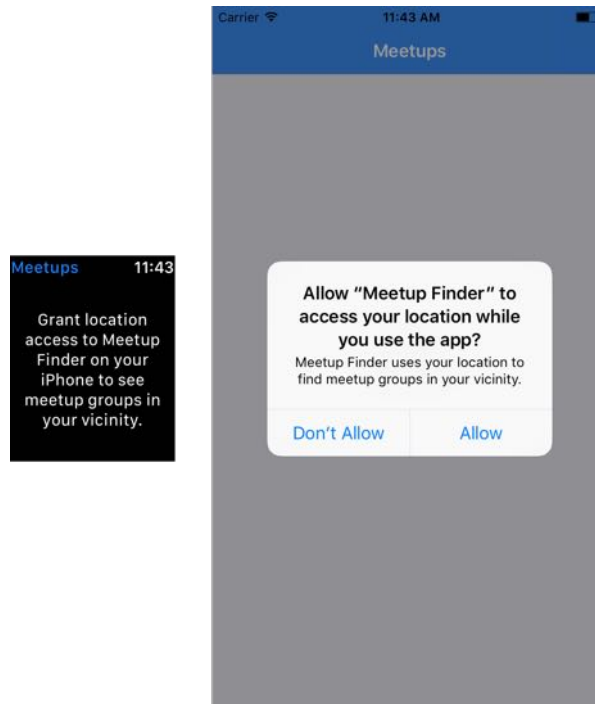 Meetups 11:43
Grant location
access to Meetup
Finder on your
iPhone to see
meetup groups in
your vicinity.
Carrier 11:43 AM
Meetups
Allow “Meetup Finder” to
access your location while
you use the app?
Meetup Finder uses your location to
find meetup groups in your vicinity.
Don’t Allow Allow